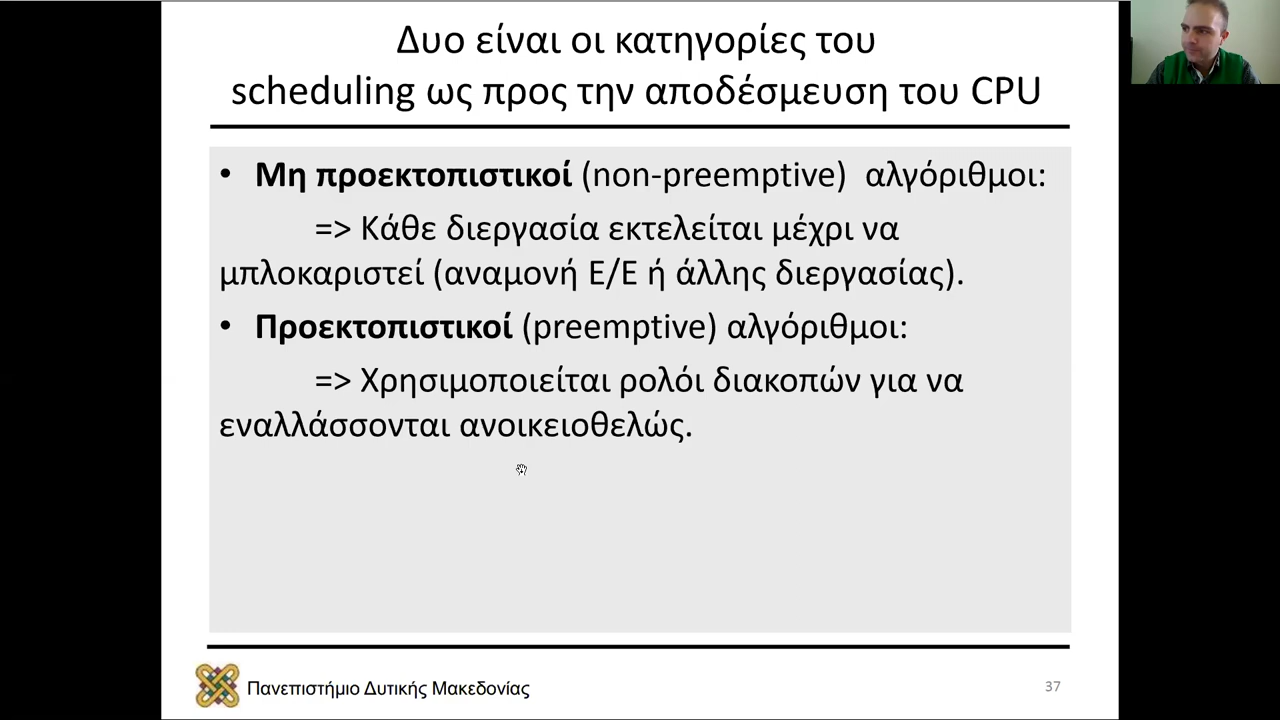 Δυο είναι οι κατηγορίες του
scheduling ως προς την αποδέσμευση του CPU
• Μη προεκτοπιστικοί (non-preemptive) αλγόριθμοι:
=> Κάθε διεργασία εκτελείται μέχρι να
μπλοκαριστεί (αναμονή Ε/Ε ή άλλης διεργασίας).
• Προεκτοπιστικοί (preemptive) αλγόριθμοι:
=> Χρησιμοποιείται ρολόι διακοπών για να
εναλλάσσονται ανοικειοθελώς.
Πανεπιστήμιο Δυτικής Μακεδονίας
37